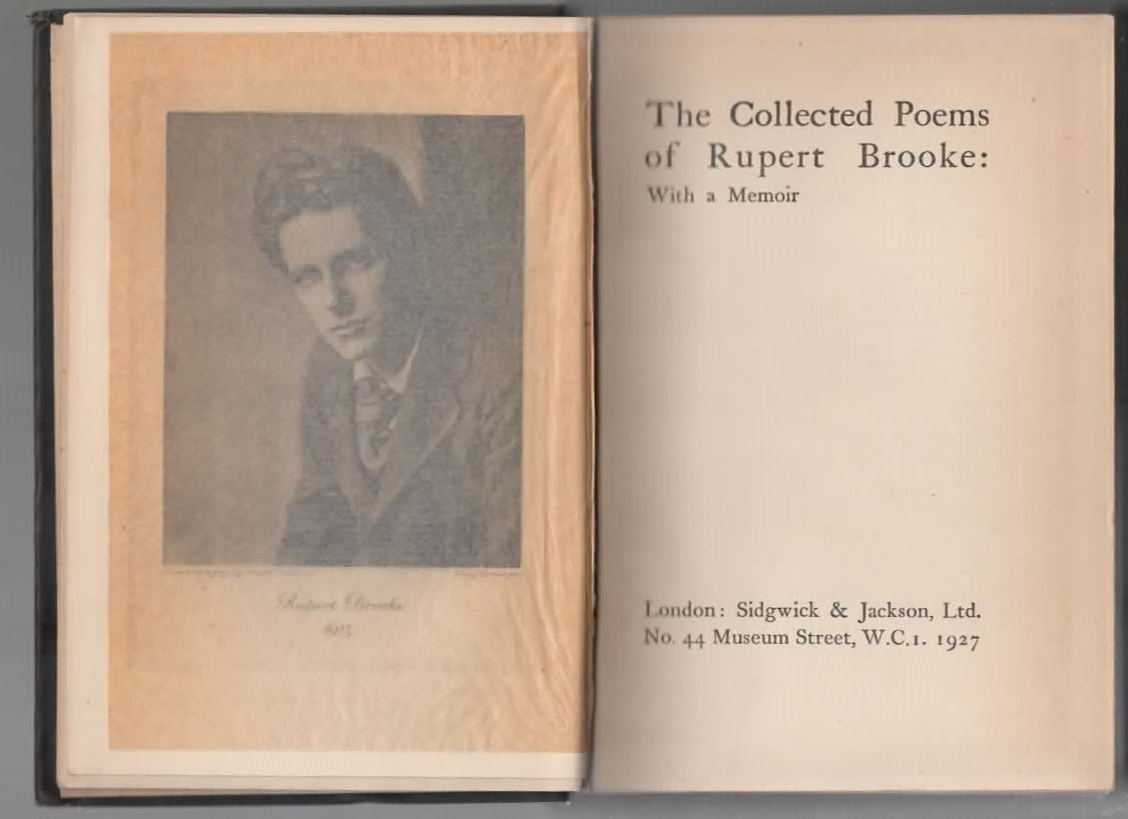 Rupert Brooke
1913
The Collected Poems
of Rupert Brooke:
With a Memoir
London: Sidgwick & Jackson, Ltd.
No. 44 Museum Street, W.C.1. 1927